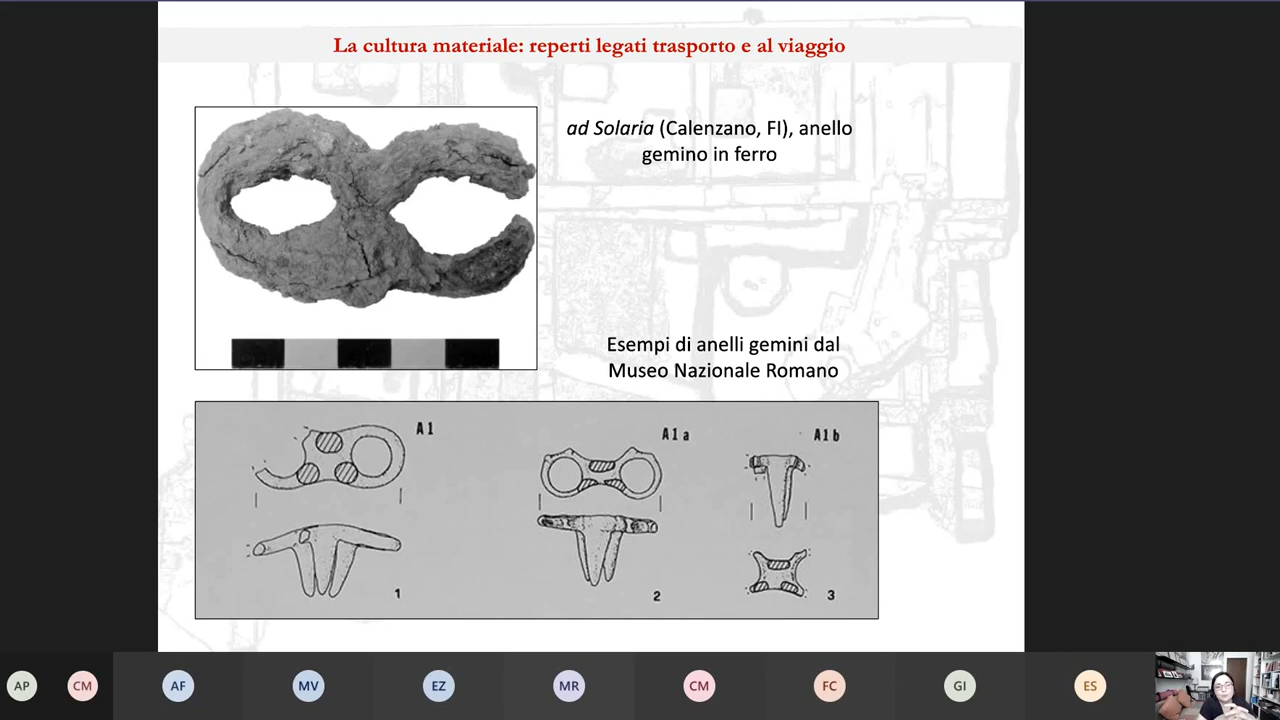 La cultura materiale: reperti legati trasporto e al viaggio
ad Solaria (Calenzano, FI), anello
gemino in ferro
Esempi di anelli gemini dal
Museo Nazionale Romano
A1
A1a
A1b
1
2
3
AP
CM
AF
MV
EZ
MR
CM
FC
GI
ES